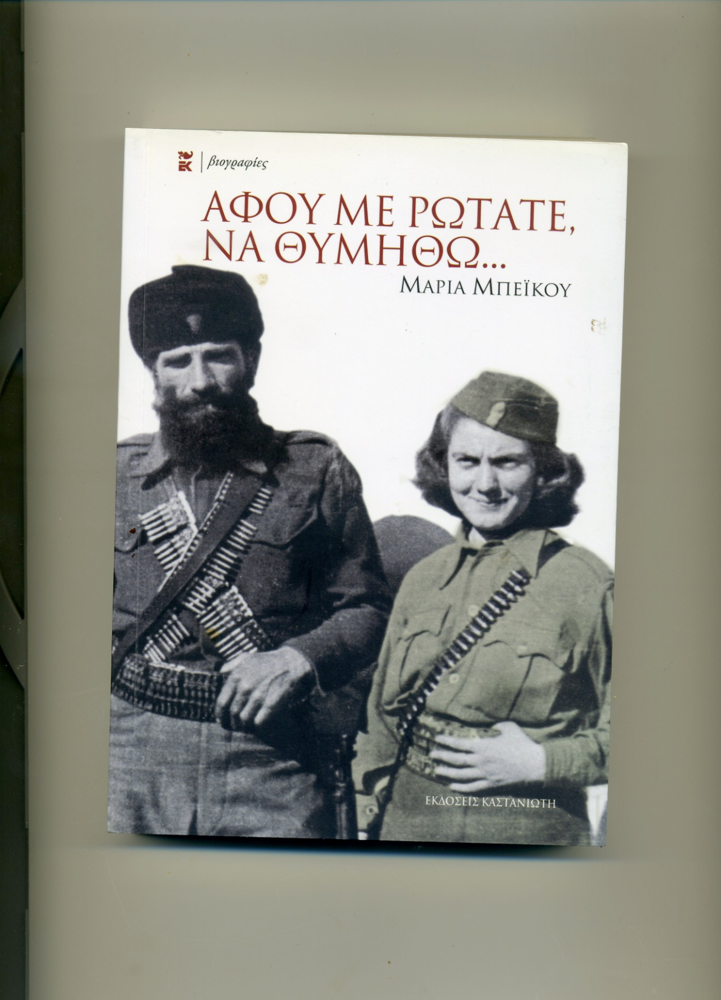 ΕΚ | βιογραφίες
ΑΦΟΥ ΜΕ ΡΩΤΑΤΕ,
ΝΑ ΘΥΜΗΘΩ...
ΜΑΡΙΑ ΜΠΕΪΚΟΥ
ΕΚΔΟΣΕΙΣ ΚΑΣΤΑΝΙΩΤΗ